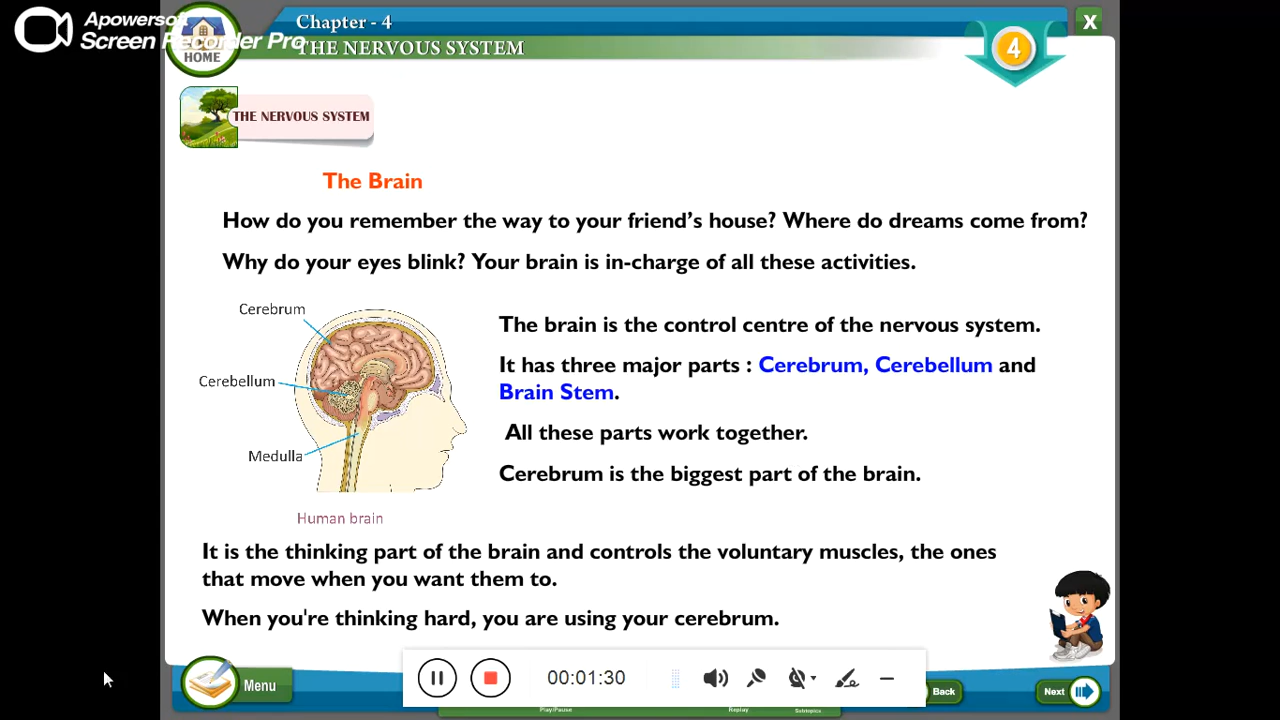 Apowersoft
Screen Recorder Pro
HOME
Chapter - 4
THE NERVOUS SYSTEM
4
X
THE NERVOUS SYSTEM
The Brain
How do you remember the way to your friend's house? Where do dreams come from?
Why do your eyes blink? Your brain is in-charge of all these activities.
Cerebrum
Cerebellum
Medulla
Human brain
The brain is the control centre of the nervous system.
It has three major parts : Cerebrum, Cerebellum and
Brain Stem.
All these parts work together.
Cerebrum is the biggest part of the brain.
It is the thinking part of the brain and controls the voluntary muscles, the ones
that move when you want them to.
When you're thinking hard, you are using your cerebrum.
Menu
00:01:30
Back
Next
Play/Pause
Replay
Subtopics